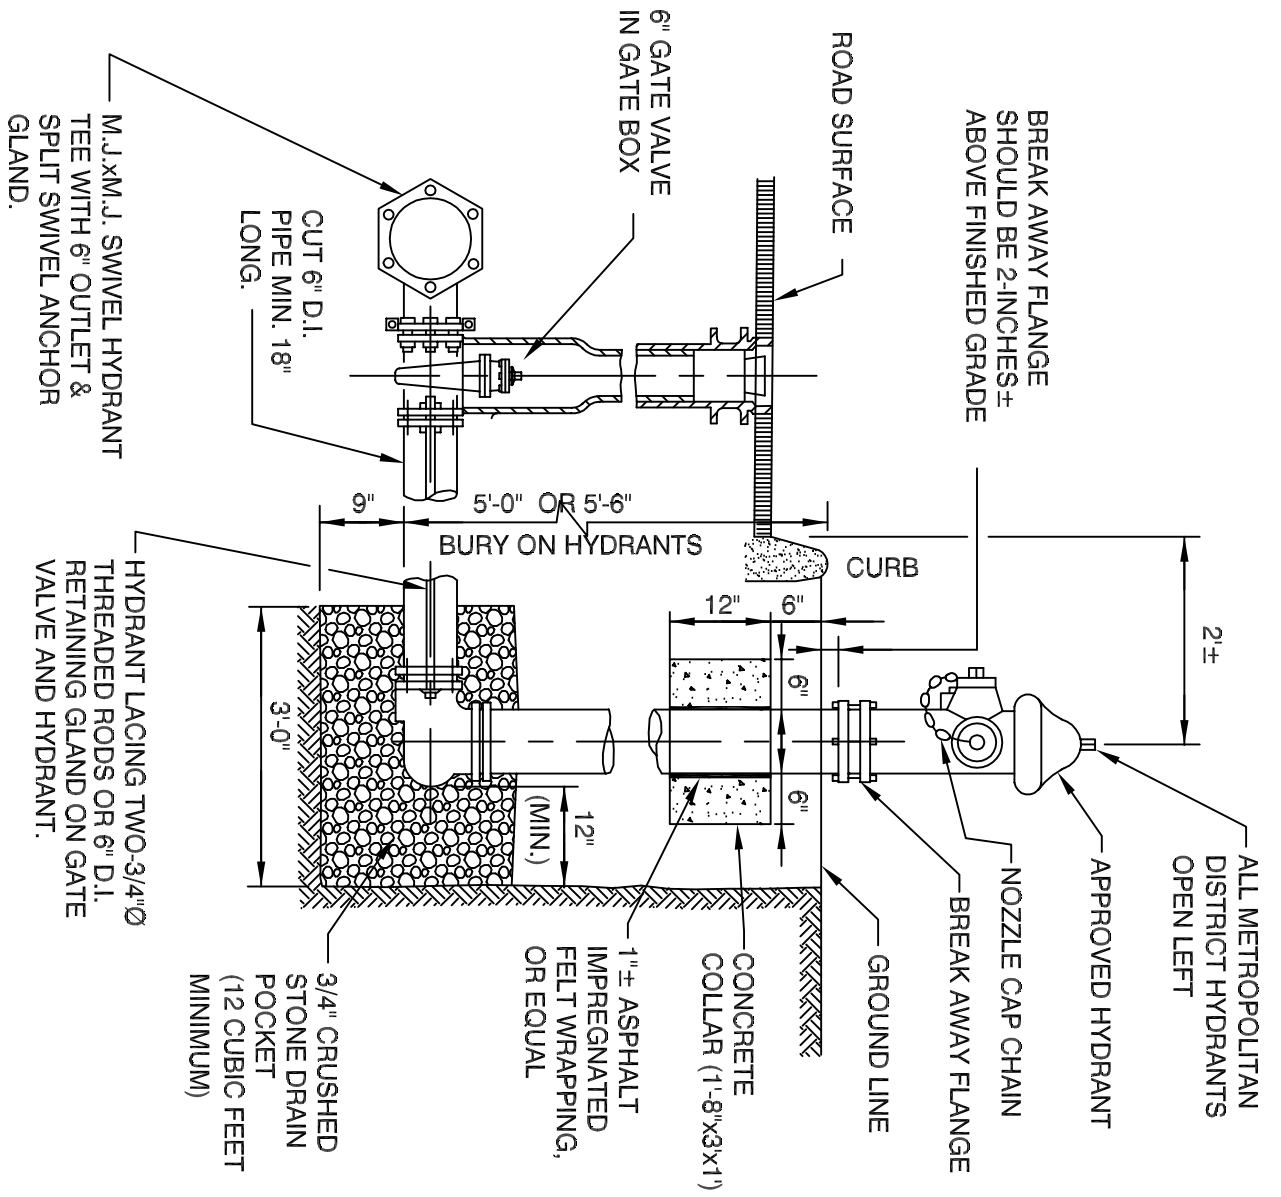 ALL METROPOLITAN
DISTRICT HYDRANTS
OPEN LEFT
2'±
APPROVED HYDRANT
BREAK AWAY FLANGE
SHOULD BE 2-INCHES±
ABOVE FINISHED GRADE
NOZZLE CAP CHAIN
BREAK AWAY FLANGE
ROAD SURFACE
CURB
GROUND LINE
6"
12"
6"
6"
CONCRETE
COLLAR (1'-8"x3'x1')
6" GATE VALVE
IN GATE BOX
5'-0" OR 5'-6"
BURY ON HYDRANTS
1"± ASPHALT
IMPREGNATED
FELT WRAPPING,
OR EQUAL
12"
(MIN.)
9"
CUT 6" D.I.
PIPE MIN. 18"
LONG.
3'-0"
3/4" CRUSHED
STONE DRAIN
POCKET
(12 CUBIC FEET
MINIMUM)
M.J.xM.J. SWIVEL HYDRANT
TEE WITH 6" OUTLET &
SPLIT SWIVEL ANCHOR
GLAND.
HYDRANT LACING TWO-3/4"Ø
THREADED RODS OR 6" D.I.
RETAINING GLAND ON GATE
VALVE AND HYDRANT.